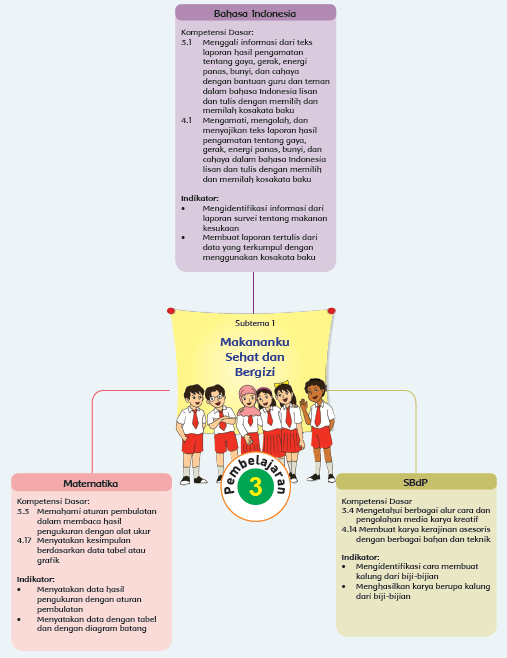 Bahasa Indonesia
Kompetensi Dasar:
3.1 Menggali informasi dari teks
laporan hasil pengamatan
tentang gaya, gerak, energi
panas, bunyi, dan cahaya
dengan bantuan guru dan teman
dalam bahasa Indonesia lisan
dan tulis dengan memilih dan
memilah kosakata baku
4.1 Mengamati, mengolah, dan
menyajikan teks laporan hasil
pengamatan tentang gaya,
gerak, energi panas, bunyi, dan
cahaya dalam bahasa Indonesia
lisan dan tulis dengan memilih
dan memilah kosakata baku
Indikator:
• Mengidentifikasi informasi dari
laporan survei tentang makanan
kesukaan
• Membuat laporan tertulis dari
data yang terkumpul dengan
menggunakan kosakata baku
Subtema 1
Makananku
Sehat dan
Bergizi
Pembelajaran
3
Matematika
Kompetensi Dasar:
3.3 Memahami aturan pembulatan
dalam membaca hasil
pengukuran dengan alat ukur
4.17 Menyatakan kesimpulan
berdasarkan data tabel atau
grafik
Indikator:
• Menyatakan data hasil
pengukuran dengan aturan
pembulatan
• Menyatakan data dengan tabel
dan dengan diagram batang
SBdP
Kompetensi Dasar
3.4 Mengetahui berbagai alur cara dan
pengolahan media karya kreatif
4.14 Membuat karya kerajinan asesoris
dengan berbagai bahan dan teknik
Indikator:
• Mengidentifikasi cara membuat
kalung dari biji-bijian
• Menghasilkan karya berupa kalung
dari biji-bijian